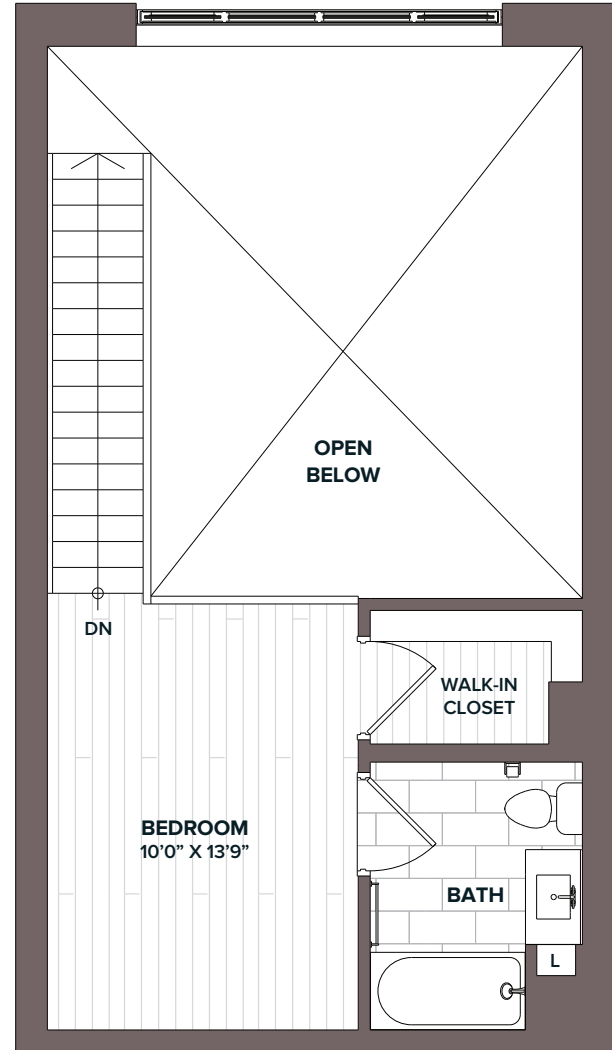 OPEN
BELOW
DN
WALK-IN
CLOSET
BEDROOM
10’0” X 13’9”
BATH
L